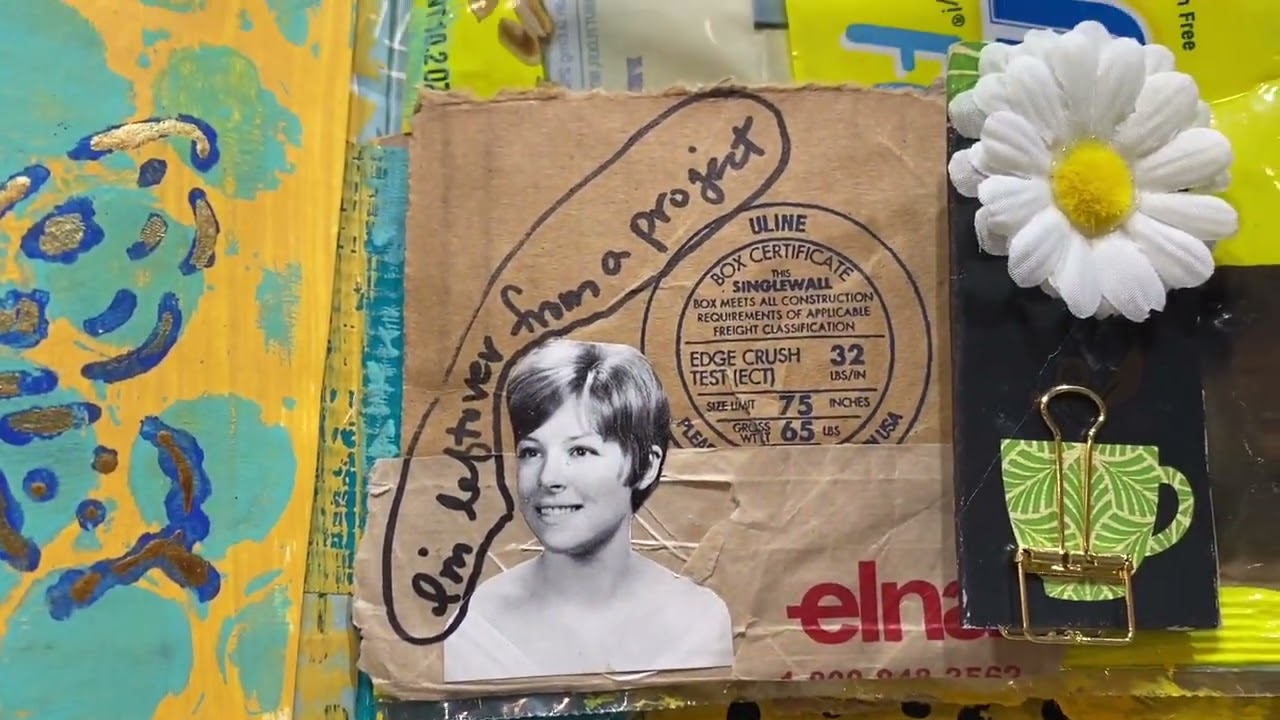 I'm leftover from a project
ULINE
BOX CERTIFICATE
THIS
SINGLEWALL
BOX MEETS ALL CONSTRUCTION
REQUIREMENTS OF APPLICABLE
FREIGHT CLASSIFICATION
EDGE CRUSH
TEST (ECT)
32
LBS/IN
SIZE LIMIT 75 INCHES
GROSS
WT LT
65 LBS
USA
elna